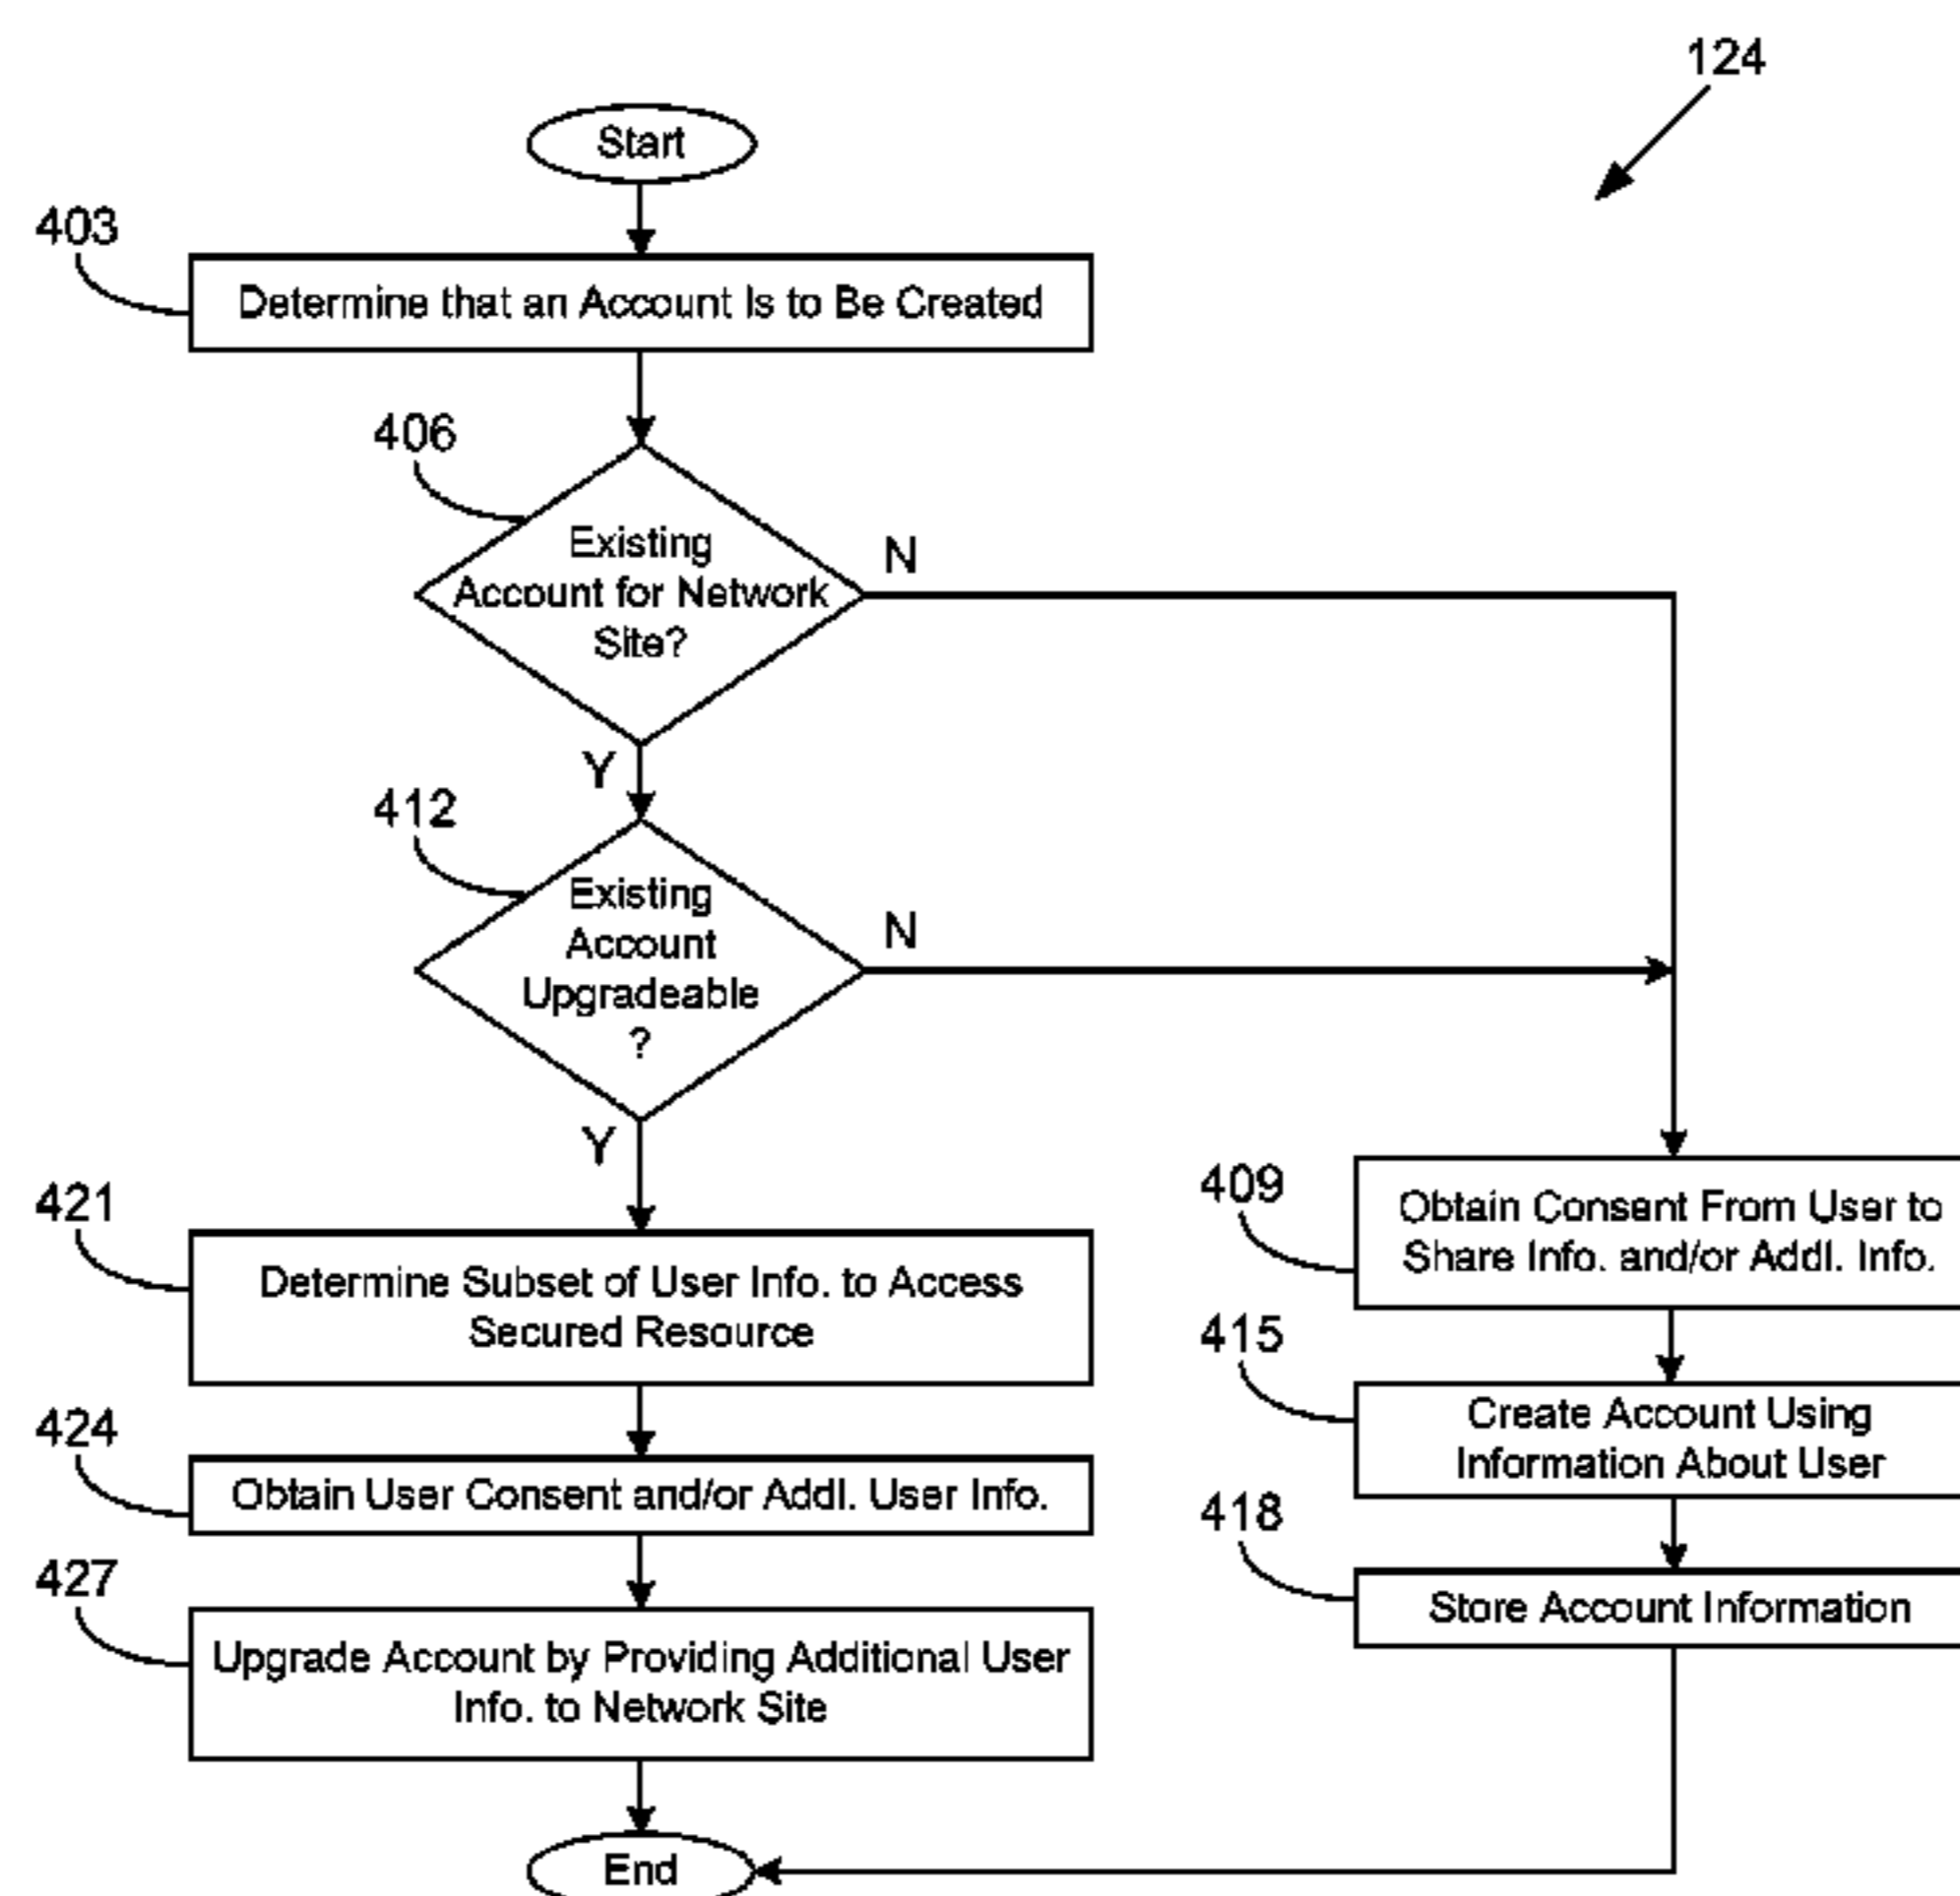 124
Start
403
Determine that an Account Is to Be Created
406
Existing
Account for Network
Site?
N
Y
412
Existing
Account
Upgradeable
?
N
Y
421
Determine Subset of User Info. to Access
Secured Resource
424
Obtain User Consent and/or Addl. User Info.
427
Upgrade Account by Providing Additional User
Info. to Network Site
409
Obtain Consent From User to
Share Info. and/or Addl. Info.
415
Create Account Using
Information About User
418
Store Account Information
End